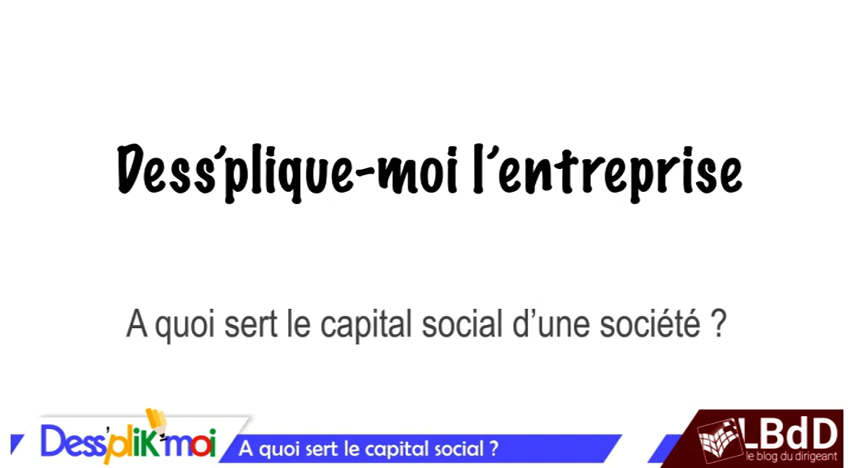 Dess'plique-moi l'entreprise
A quoi sert le capital social d'une société ?
Dess'pliK'moi
A quoi sert le capital social ?
LBdD
le blog du dirigeant